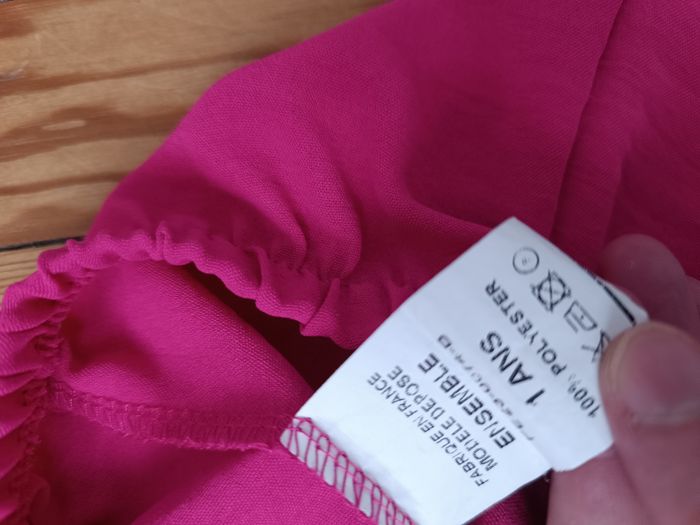 100% POLYESTER
1 ANS
ENSEMBLE
MODELE DEPOSE
FABRIQUE EN FRANCE